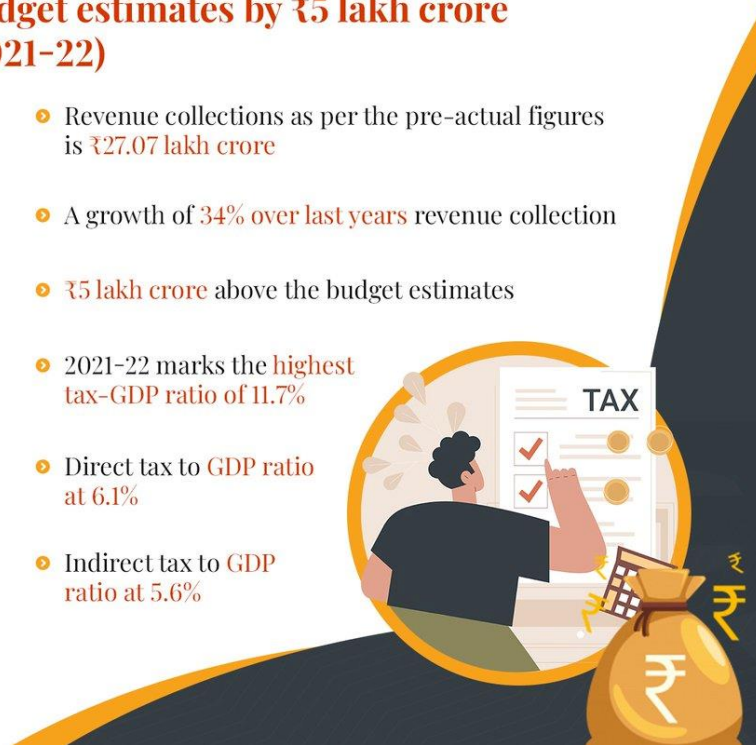 dget estimates by ₹5 lakh crore
021-22)
Revenue collections as per the pre-actual figures
is ₹27.07 lakh crore
A growth of 34% over last years revenue collection
₹5 lakh crore above the budget estimates
2021-22 marks the highest
tax-GDP ratio of 11.7%
Direct tax to GDP ratio
at 6.1%
Indirect tax to GDP
ratio at 5.6%
TAX
₹
₹
₹
₹
₹